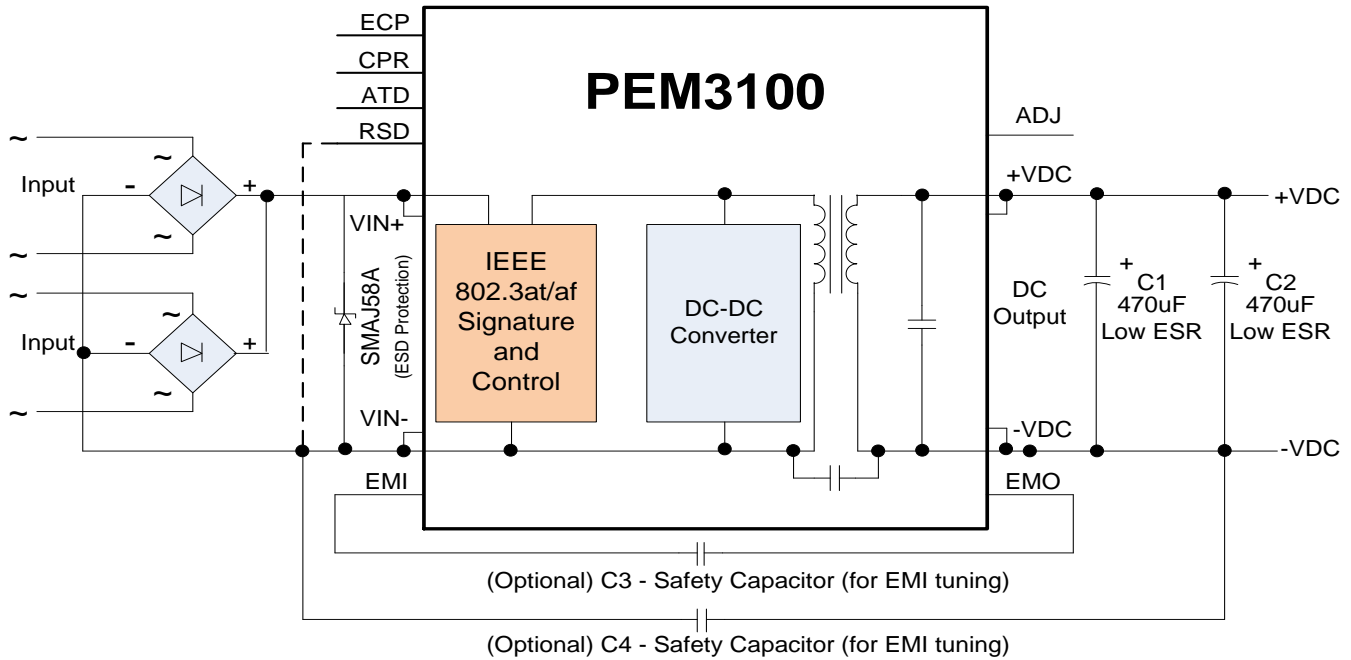 ECP
CPR
ATD
RSD
PEM3100
ADJ
~
~
Input
-
+
~
~
VIN+
+VDC
+VDC
SMAJ58A
(ESD Protection)
IEEE
802.3at/af
Signature
and
Control
DC-DC
Converter
DC
Output
+
C1
470uF
Low ESR
+
C2
470uF
Low ESR
~
~
Input
-
+
~
~
VIN-
-VDC
-VDC
EMI
EMO
(Optional) C3 - Safety Capacitor (for EMI tuning)
(Optional) C4 - Safety Capacitor (for EMI tuning)